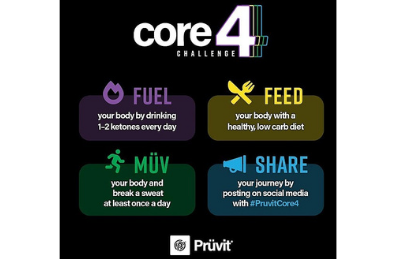 core 4
CHALLENGE
FUEL
your body by drinking
1-2 ketones every day
FEED
your body with a
healthy, low carb diet
MÜV
your body and
break a sweat
at least once a day
SHARE
your journey by
posting on social media
with #PruvitCore4
Prüvit®